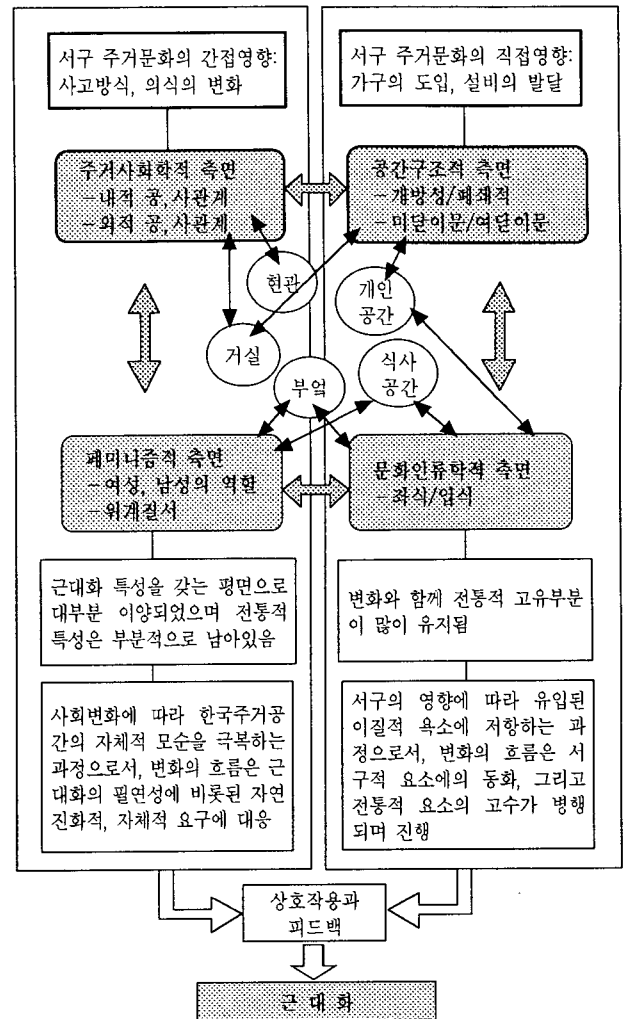 서구 주거문화의 간접영향:
사고방식, 의식의 변화
서구 주거문화의 직접영향:
가구의 도입, 설비의 발달
주거사회학적 측면
-내적 공,사관계
-외적 공,사관계
공간구조적 측면
-개방성/폐쇄적
-미닫이문/여닫이문
현관
개인
공간
거실
식사
공간
부엌
페미니즘적 측면
-여성, 남성의 역할
-위계질서
문화인류학적 측면
-좌식/입식
근대화 특성을 갖는 평면으로
대부분 이양되었으며 전통적
특성은 부분적으로 남아있음
변화와 함께 전통적 고유부분
이 많이 유지됨
사회변화에 따라 한국주거공
간의 자체적 모순을 극복하는
과정으로서, 변화의 흐름은 근
대화의 필연성에 비롯된 자연
진화적, 자체적 요구에 대응
서구의 영향에 따라 유입된
이질적 욕소에 저항하는 과
정으로서, 변화의 흐름은 서
구적 요소에의 동화, 그리고
전통적 요소의 고수가 병행
되며 진행
상호작용과
피드백
근 대 화